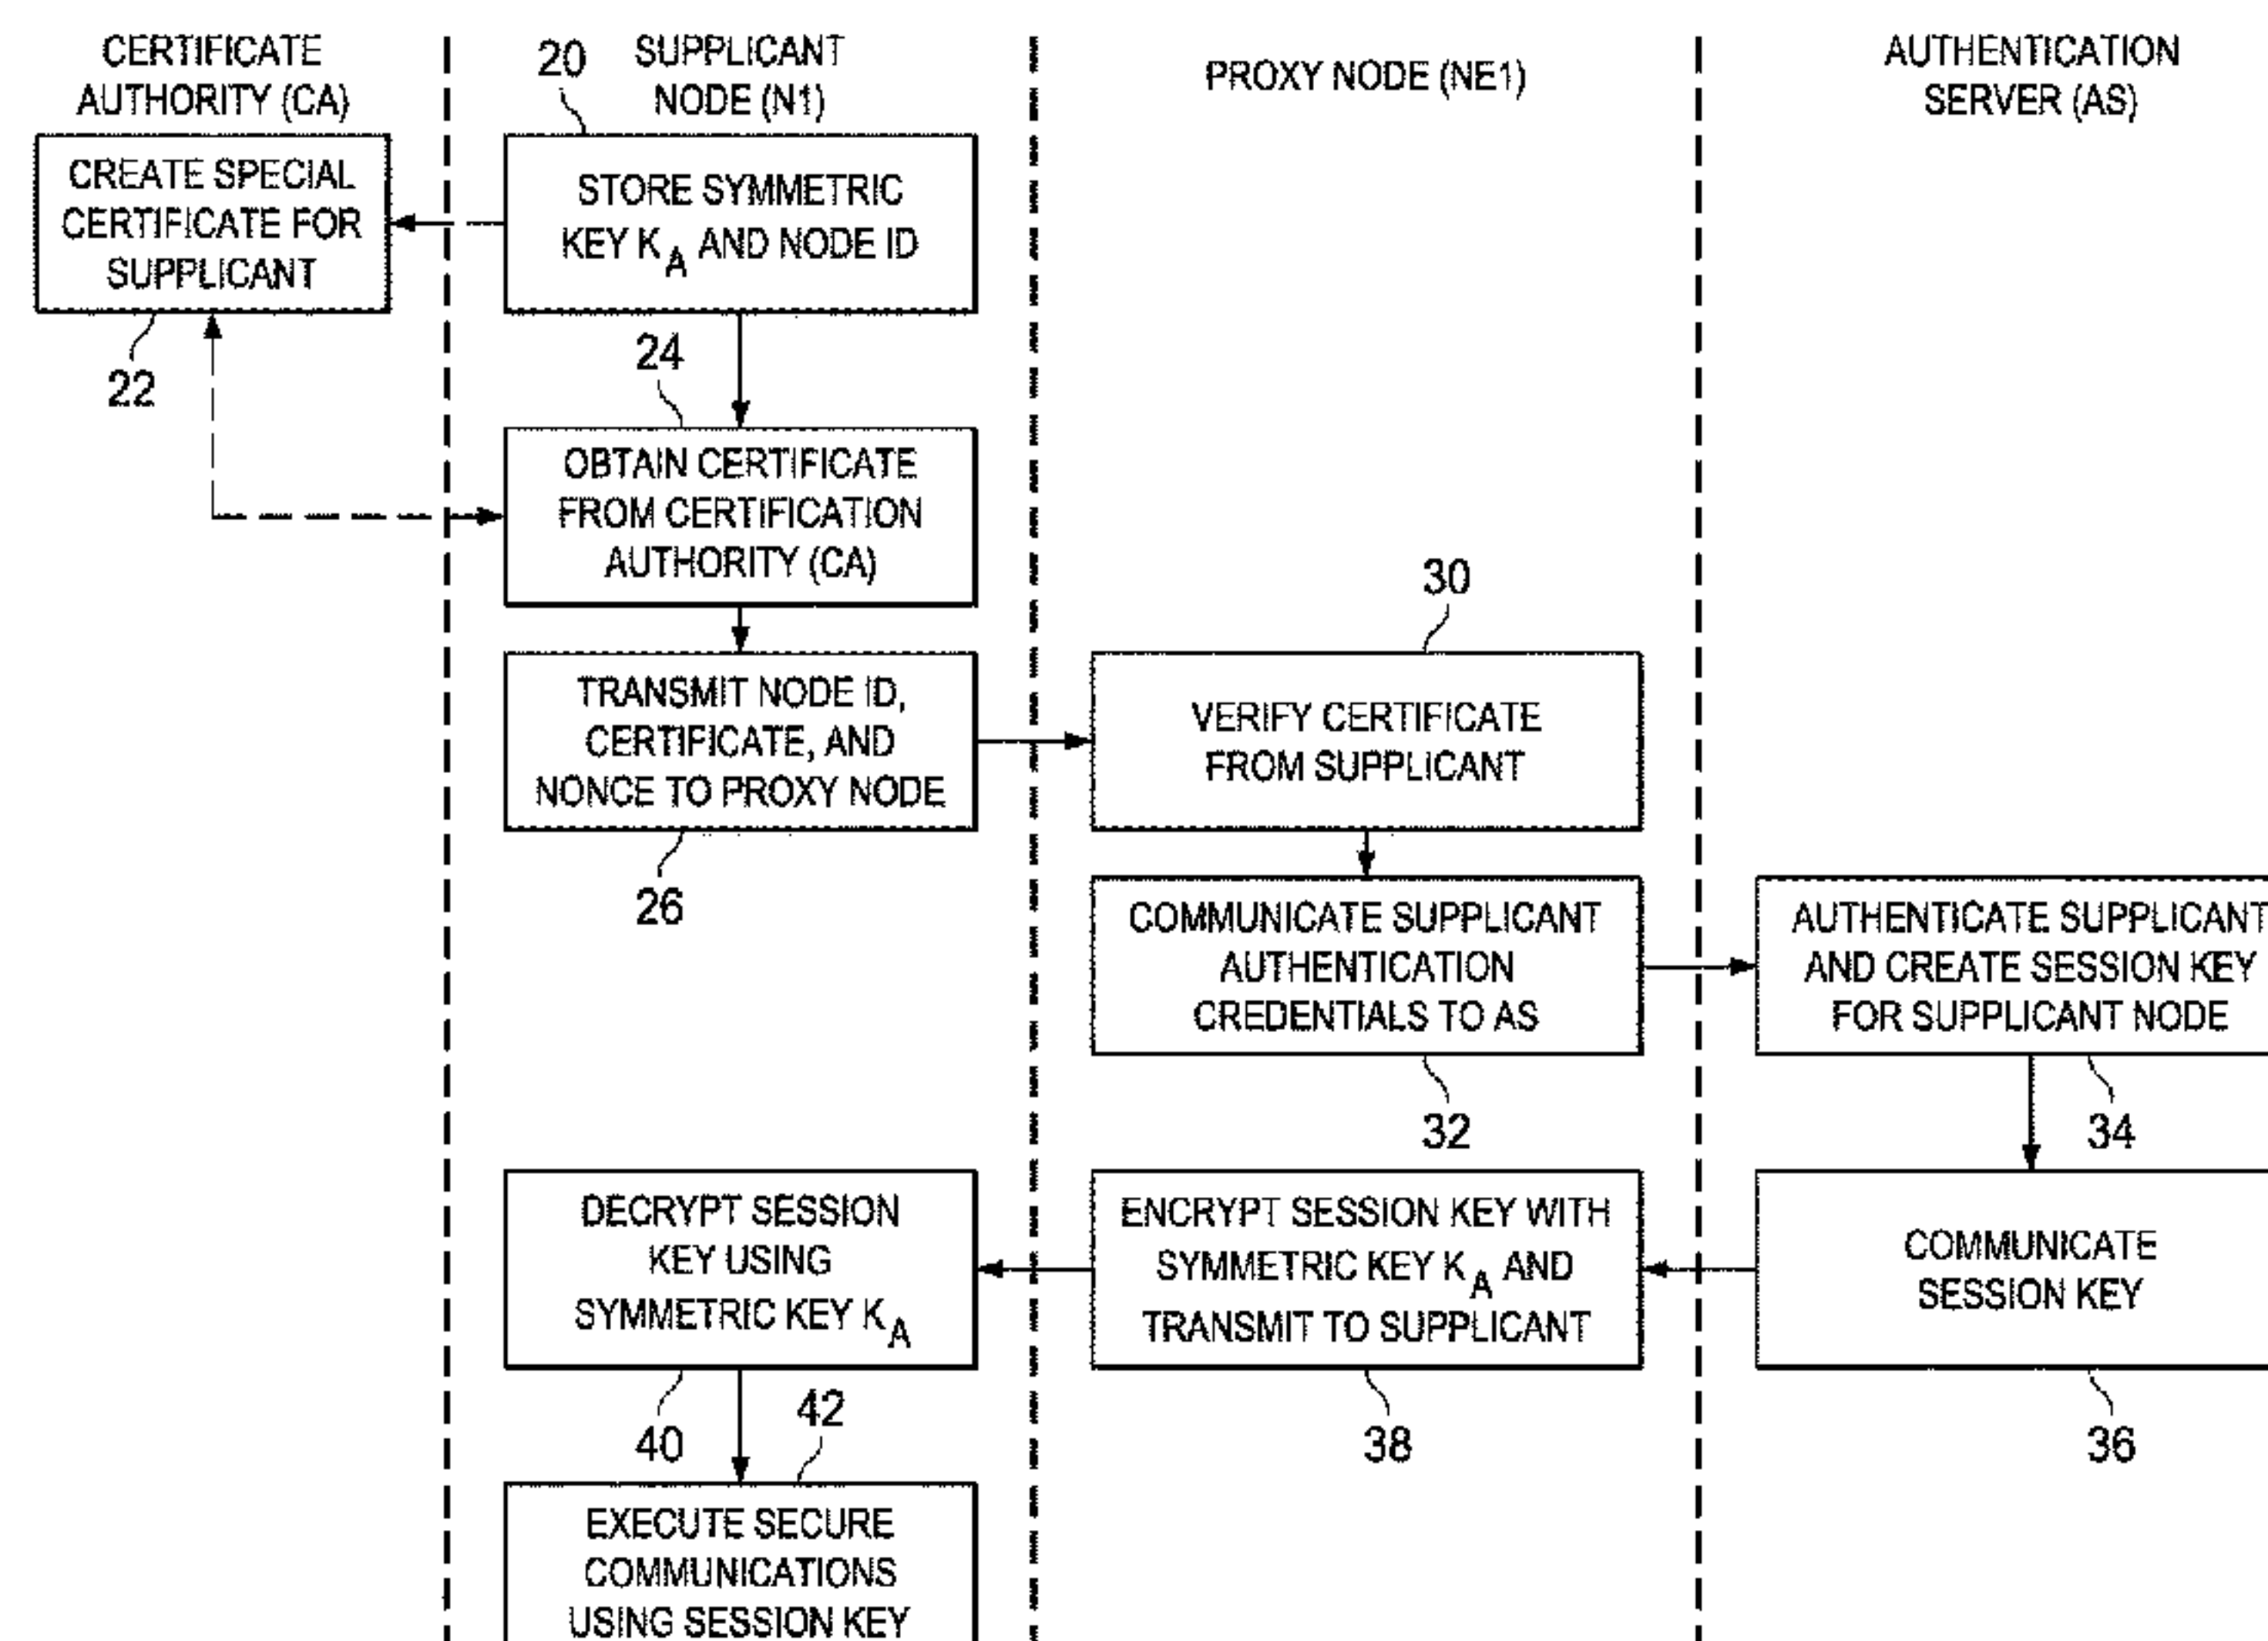 CERTIFICATE
AUTHORITY (CA)
SUPPLICANT
NODE (N1)
PROXY NODE (NE1)
AUTHENTICATION
SERVER (AS)
20
CREATE SPECIAL
CERTIFICATE FOR
SUPPLICANT
22
STORE SYMMETRIC
KEY KA AND NODE ID
24
OBTAIN CERTIFICATE
FROM CERTIFICATION
AUTHORITY (CA)
TRANSMIT NODE ID,
CERTIFICATE, AND
NONCE TO PROXY NODE
26
30
VERIFY CERTIFICATE
FROM SUPPLICANT
COMMUNICATE SUPPLICANT
AUTHENTICATION
CREDENTIALS TO AS
32
AUTHENTICATE SUPPLICANT
AND CREATE SESSION KEY
FOR SUPPLICANT NODE
34
COMMUNICATE
SESSION KEY
36
ENCRYPT SESSION KEY WITH
SYMMETRIC KEY KA AND
TRANSMIT TO SUPPLICANT
38
DECRYPT SESSION
KEY USING
SYMMETRIC KEY KA
40
42
EXECUTE SECURE
COMMUNICATIONS
USING SESSION KEY